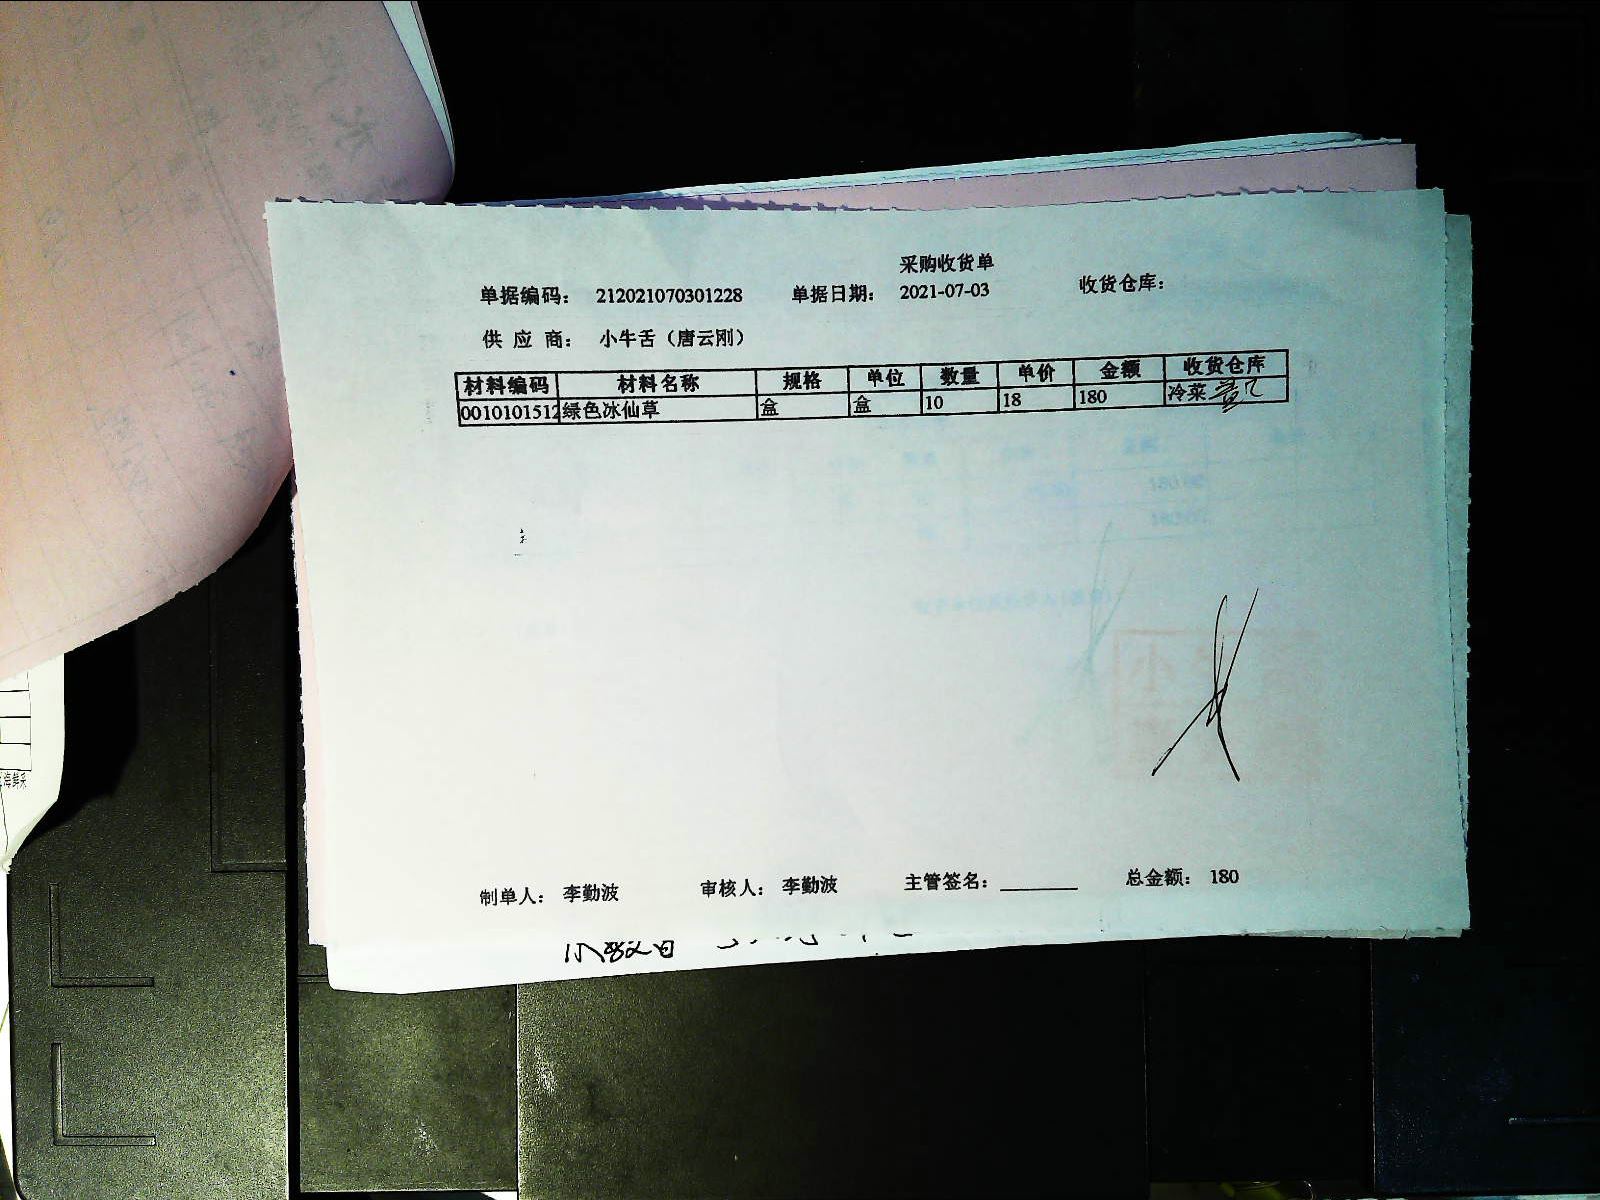 采购收货单
单据编码： 212021070301228 单据日期： 2021-07-03 收货仓库：
供 应 商： 小牛舌（唐云刚）
材料编码 材料名称 规格 单位 数量 单价 金额 收货仓库
0010101512 绿色冰仙草 盒 盒 10 18 180 冷菜
制单人： 李勤波 审核人： 李勤波 主管签名：________ 总金额： 180
海鲜采